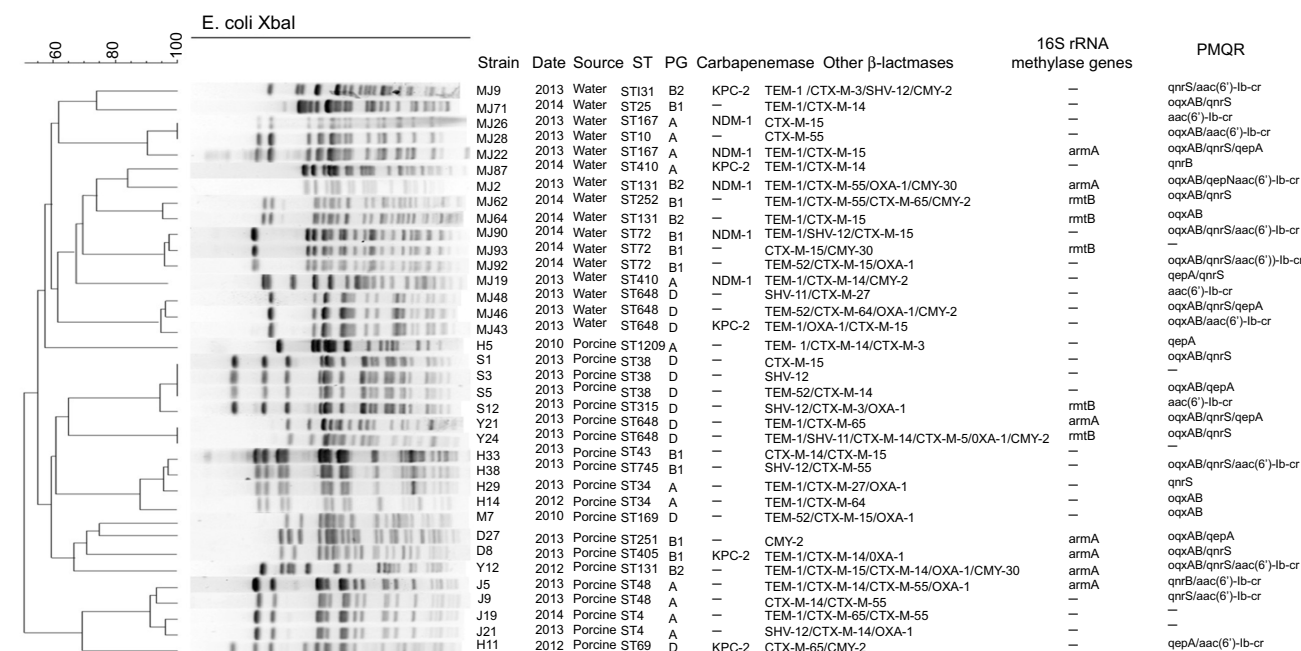 E. coli XbaI
60 80 100
16S rRNA
Strain Date Source ST PG Carbapenemase Other β-lactmases methylase genes PMQR
MJ9 2013 Water STI31 B2 KPC-2 TEM-1 /CTX-M-3/SHV-12/CMY-2 – qnrS/aac(6')-Ib-cr
MJ71 2014 Water ST25 B1 – TEM-1/CTX-M-14 – oqxAB/qnrS
MJ26 2013 Water ST167 A NDM-1 CTX-M-15 – aac(6')-Ib-cr
MJ28 2013 Water ST10 A – CTX-M-55 – oqxAB/aac(6')-Ib-cr
MJ22 2013 Water ST167 A NDM-1 TEM-1/CTX-M-15 armA oqxAB/qnrS/qepA
MJ87 2014 Water ST410 A KPC-2 TEM-1/CTX-M-14 – qnrB
MJ2 2013 Water ST131 B2 NDM-1 TEM-1/CTX-M-55/OXA-1/CMY-30 armA oqxAB/qepNaac(6')-Ib-cr
MJ62 2014 Water ST252 B1 – TEM-1/CTX-M-55/CTX-M-65/CMY-2 rmtB oqxAB/qnrS
MJ64 2014 Water ST131 B2 – TEM-1/CTX-M-15 rmtB oqxAB
MJ90 2014 Water ST72 B1 NDM-1 TEM-1/SHV-12/CTX-M-15 – oqxAB/qnrS/aac(6')-Ib-cr
MJ93 2014 Water ST72 B1 – CTX-M-15/CMY-30 rmtB –
MJ92 2014 Water ST72 B1 – TEM-52/CTX-M-15/OXA-1 – oqxAB/qnrS/aac(6'))-Ib-cr
MJ19 2013 Water ST410 A NDM-1 TEM-1/CTX-M-14/CMY-2 – qepA/qnrS
MJ48 2013 Water ST648 D – SHV-11/CTX-M-27 – aac(6')-Ib-cr
MJ46 2013 Water ST648 D – TEM-52/CTX-M-64/OXA-1/CMY-2 – oqxAB/qnrS/qepA
MJ43 2013 Water ST648 D KPC-2 TEM-1/OXA-1/CTX-M-15 – oqxAB/aac(6')-Ib-cr
H5 2010 Porcine ST1209 A – TEM- 1/CTX-M-14/CTX-M-3 – qepA
S1 2013 Porcine ST38 D – CTX-M-15 – oqxAB/qnrS
S3 2013 Porcine ST38 D – SHV-12 – –
S5 2013 Porcine ST38 D – TEM-52/CTX-M-14 – oqxAB/qepA
S12 2013 Porcine ST315 D – SHV-12/CTX-M-3/OXA-1 rmtB aac(6')-Ib-cr
Y21 2013 Porcine ST648 D – TEM-1/CTX-M-65 armA oqxAB/qnrS/qepA
Y24 2013 Porcine ST648 D – TEM-1/SHV-11/CTX-M-14/CTX-M-5/0XA-1/CMY-2 rmtB oqxAB/qnrS
H33 2013 Porcine ST43 B1 – CTX-M-14/CTX-M-15 – –
H38 2013 Porcine ST745 B1 – SHV-12/CTX-M-55 – oqxAB/qnrS/aac(6')-Ib-cr
H29 2013 Porcine ST34 A – TEM-1/CTX-M-27/OXA-1 – qnrS
H14 2012 Porcine ST34 A – TEM-1/CTX-M-64 – oqxAB
M7 2010 Porcine ST169 D – TEM-52/CTX-M-15/OXA-1 – oqxAB
D27 2013 Porcine ST251 B1 – CMY-2 armA oqxAB/qepA
D8 2013 Porcine ST405 B1 KPC-2 TEM-1/CTX-M-14/0XA-1 armA oqxAB/qnrS
Y12 2012 Porcine ST131 B2 – TEM-1/CTX-M-15/CTX-M-14/OXA-1/CMY-30 armA oqxAB/qnrS/aac(6')-Ib-cr
J5 2013 Porcine ST48 A – TEM-1/CTX-M-14/CTX-M-55/OXA-1 armA qnrB/aac(6')-Ib-cr
J9 2013 Porcine ST48 A – CTX-M-14/CTX-M-55 – qnrS/aac(6')-Ib-cr
J19 2014 Porcine ST4 A – TEM-1/CTX-M-65/CTX-M-55 – –
J21 2013 Porcine ST4 A – SHV-12/CTX-M-14/OXA-1 – –
H11 2012 Porcine ST69 D KPC-2 CTX-M-65/CMY-2 – qepA/aac(6')-Ib-cr